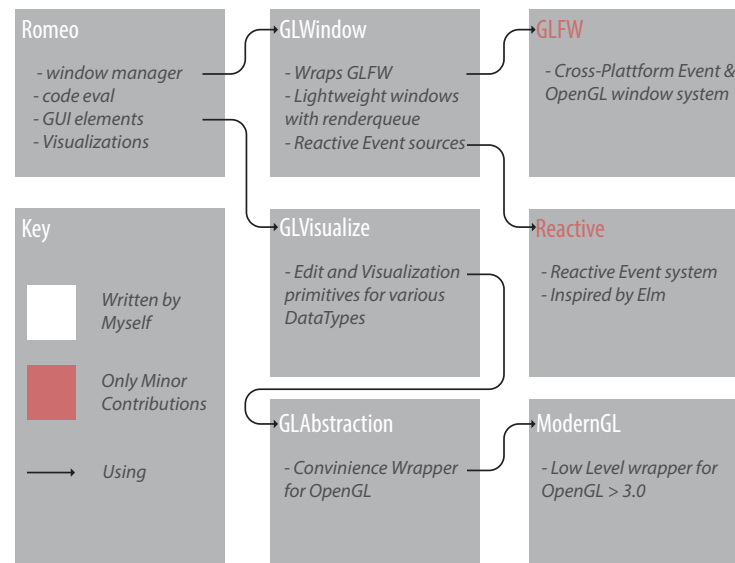 Romeo
- window manager
- code eval
- GUI elements
- Visualizations
GLWindow
- Wraps GLFW
- Lightweight windows
with renderqueue
- Reactive Event sources
GLFW
- Cross-Plattform Event &
OpenGL window system
Key
Written by
Myself
Only Minor
Contributions
Using
GLVisualize
- Edit and Visualization
primitives for various
DataTypes
Reactive
- Reactive Event system
- Inspired by Elm
GLAbstraction
- Convinience Wrapper
for OpenGL
ModernGL
- Low Level wrapper for
OpenGL > 3.0